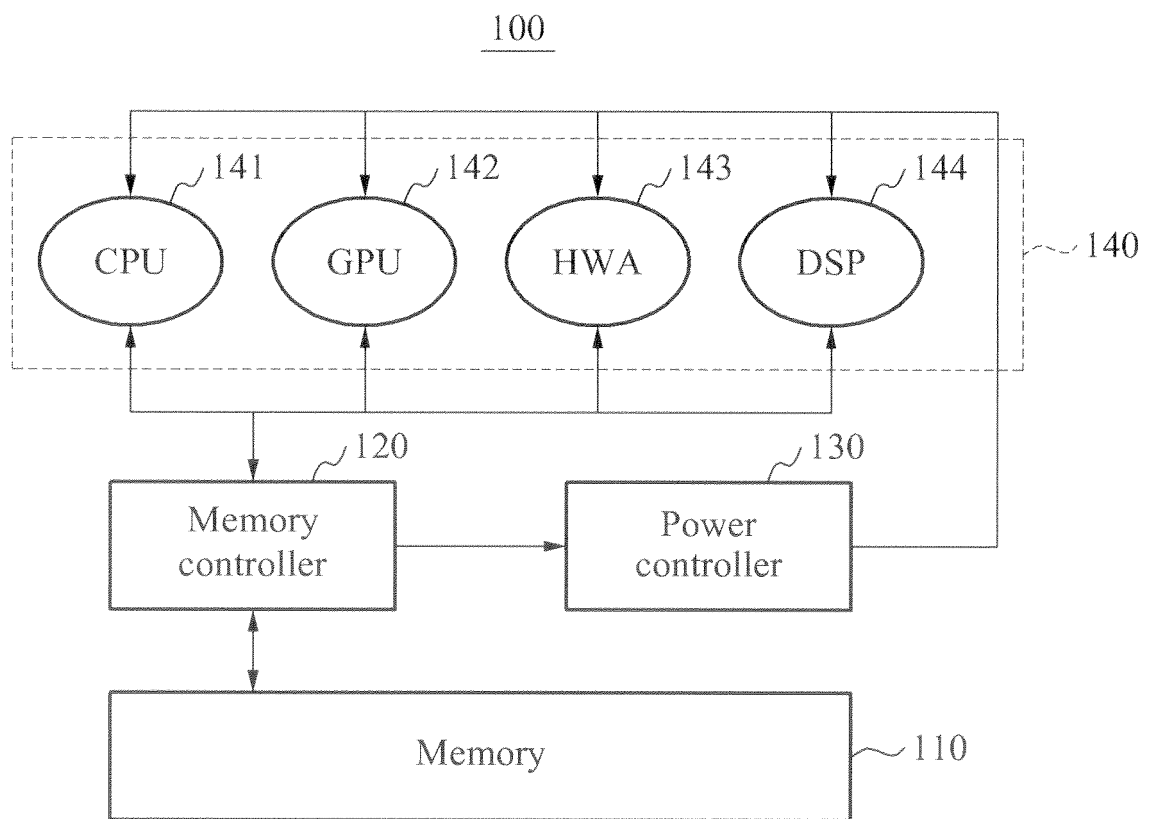 100
141
142
143
144
CPU
GPU
HWA
DSP
140
120
130
Memory
controller
Power
controller
Memory
110